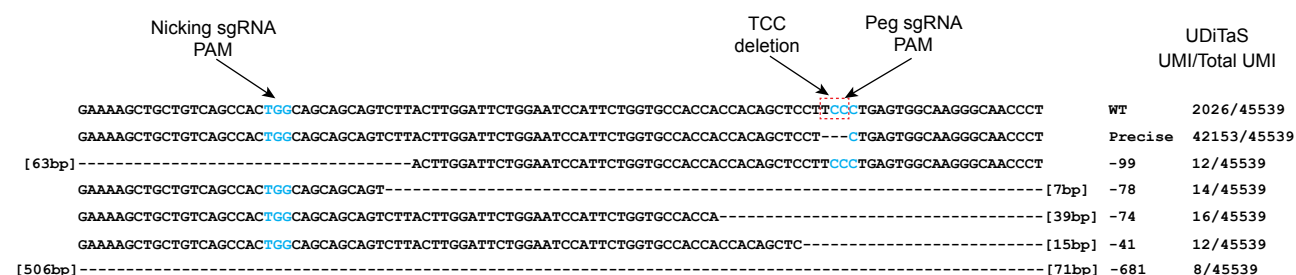 Nicking sgRNA
PAM
TCC
deletion
Peg sgRNA
PAM
UDiTaS
UMI/Total UMI
GAAAAGCTGCTGTCAGCCACTGGCAGCAGCAGTCTTACTTGGATTCTGGAATCCATTCTGGTGCCACCACCACAGCTCCTTCCCTGAGTGGCAAGGGCAACCCT WT 2026/45539
GAAAAGCTGCTGTCAGCCACTGGCAGCAGCAGTCTTACTTGGATTCTGGAATCCATTCTGGTGCCACCACCACAGCTCCT---CTGAGTGGCAAGGGCAACCCT Precise 42153/45539
[63bp]------------------------------------ACTTGGATTCTGGAATCCATTCTGGTGCCACCACCACAGCTCCTTCCCTGAGTGGCAAGGGCAACCCT -99 12/45539
GAAAAGCTGCTGTCAGCCACTGGCAGCAGCAGT-----------------------------------------------------------------------[7bp] -78 14/45539
GAAAAGCTGCTGTCAGCCACTGGCAGCAGCAGTCTTACTTGGATTCTGGAATCCATTCTGGTGCCACCA-----------------------------------[39bp] -74 16/45539
GAAAAGCTGCTGTCAGCCACTGGCAGCAGCAGTCTTACTTGGATTCTGGAATCCATTCTGGTGCCACCACCACAGCTC--------------------------[15bp] -41 12/45539
[506bp]--------------------------------------------------------------------------------------------------------[71bp] -681 8/45539